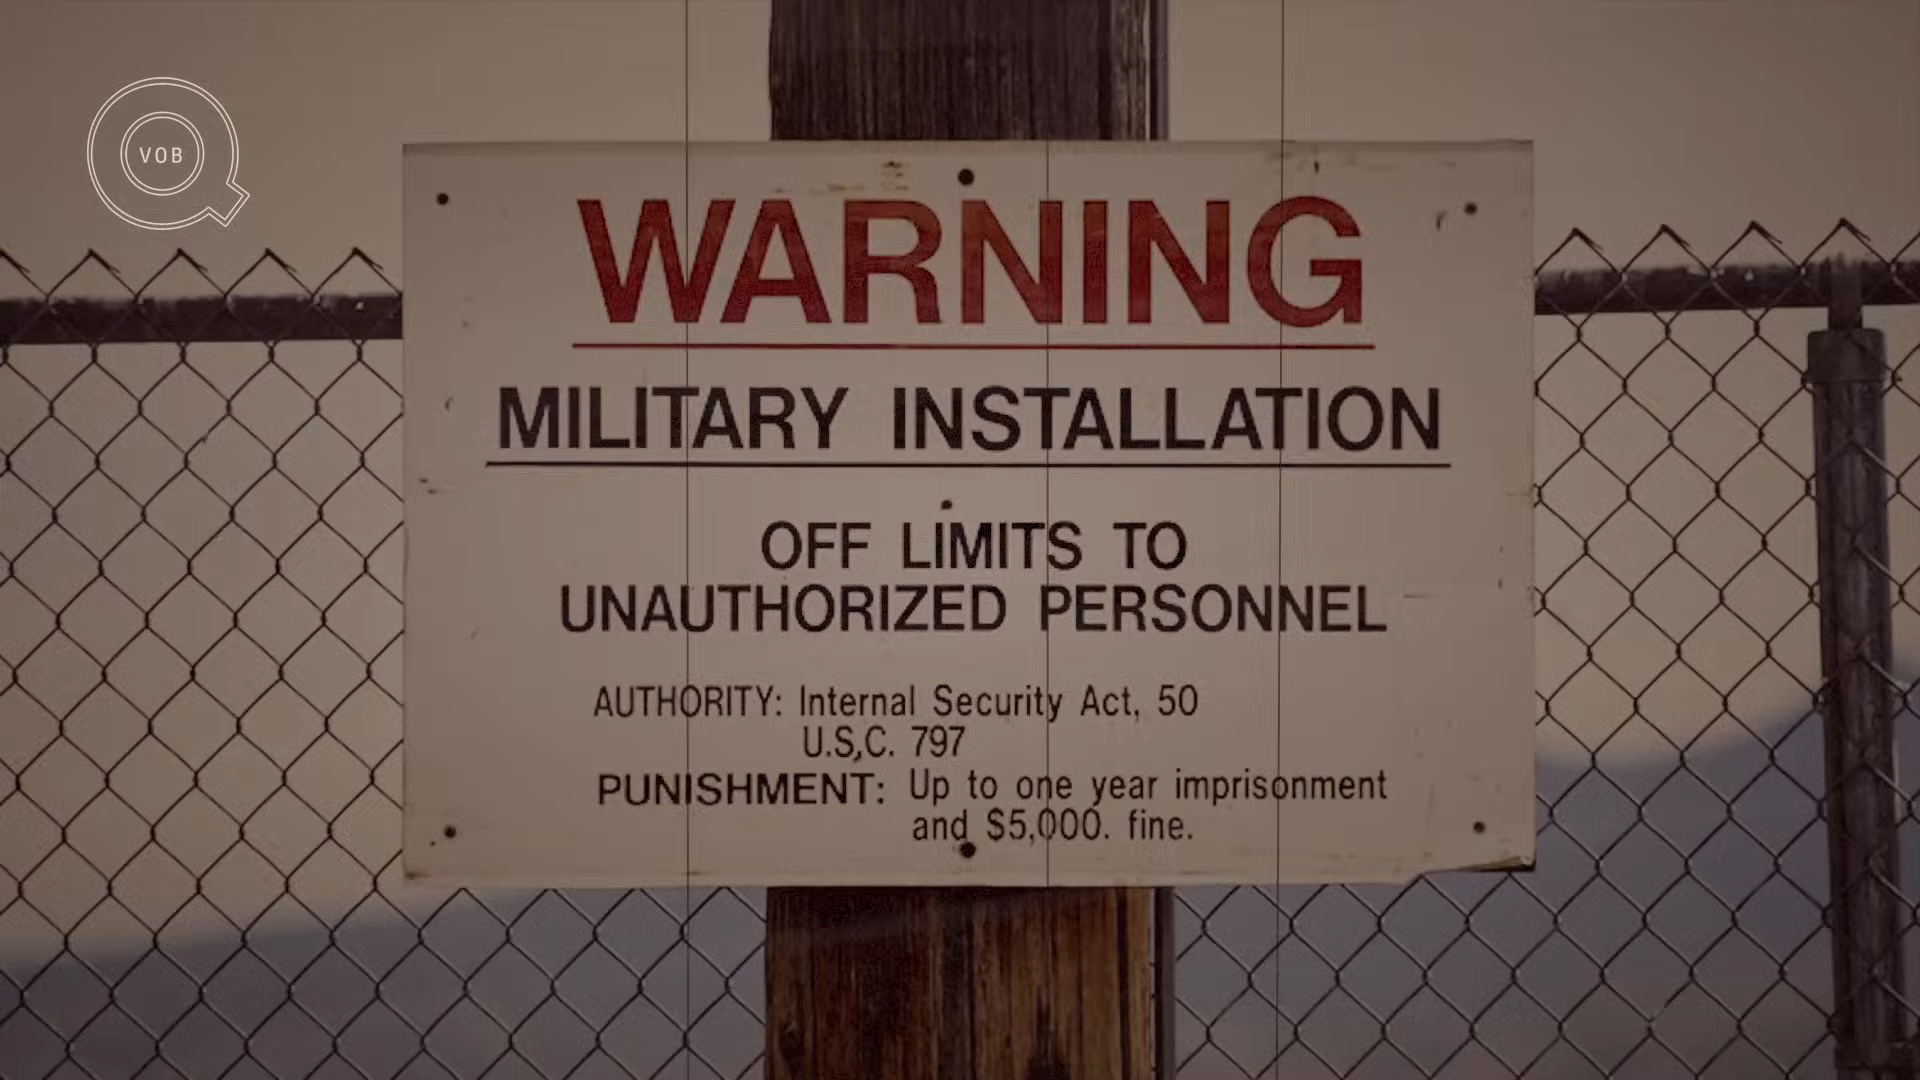 VOB
WARNING
MILITARY INSTALLATION
OFF LIMITS TO
UNAUTHORIZED PERSONNEL
AUTHORITY: Internal Security Act, 50
U.S,C. 797
PUNISHMENT: Up to one year imprisonment
and $5,000. fine.